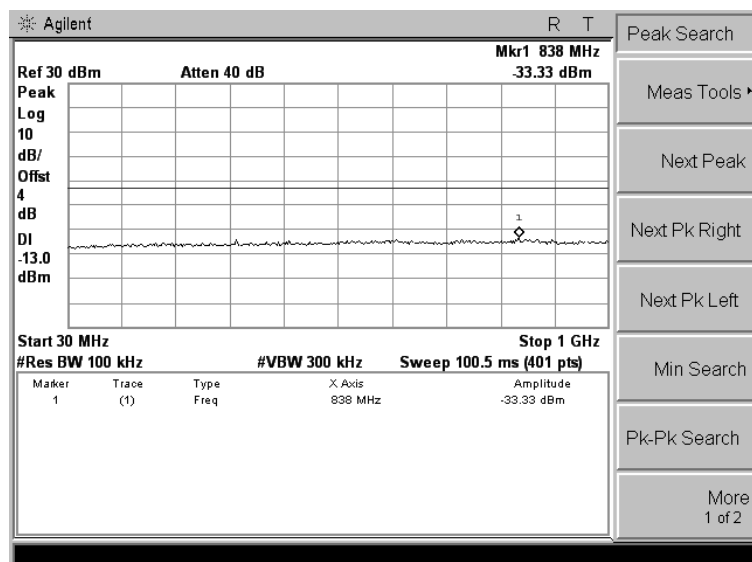 Agilent R T
Mkr1 838 MHz
Ref 30 dBm Atten 40 dB -33.33 dBm
Peak
Log
10
dB/
Offst
4
dB
DI
-13.0
dBm
1
Start 30 MHz Stop 1 GHz
#Res BW 100 kHz #VBW 300 kHz Sweep 100.5 ms (401 pts)
Marker Trace Type X Axis Amplitude
1 (1) Freq 838 MHz -33.33 dBm
Peak Search
Meas Tools
Next Peak
Next Pk Right
Next Pk Left
Min Search
Pk-Pk Search
More
1 of 2